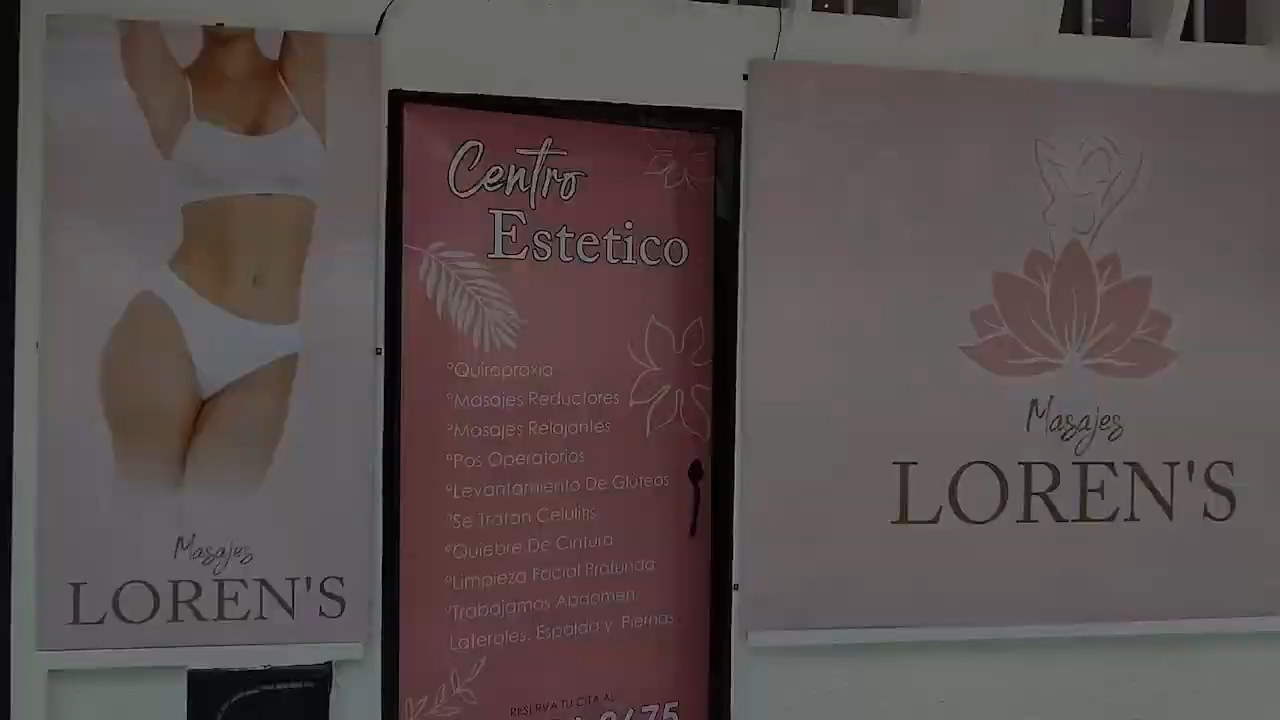 Masajes
LOREN'S
Centro
Estetico
°Quiropraxia
°Masajes Reductores
°Masajes Relajantes
°Pos Operatorios
°Levantamiento De Gluteos
°Se Tratan Celulitis
°Quiebre De Cintura
°Limpieza Facial Profunda
°Trabajamos Abdomen,
Laterales, Espalda y Piernas
RESERVA TU CITA AL
Masajes
LOREN'S